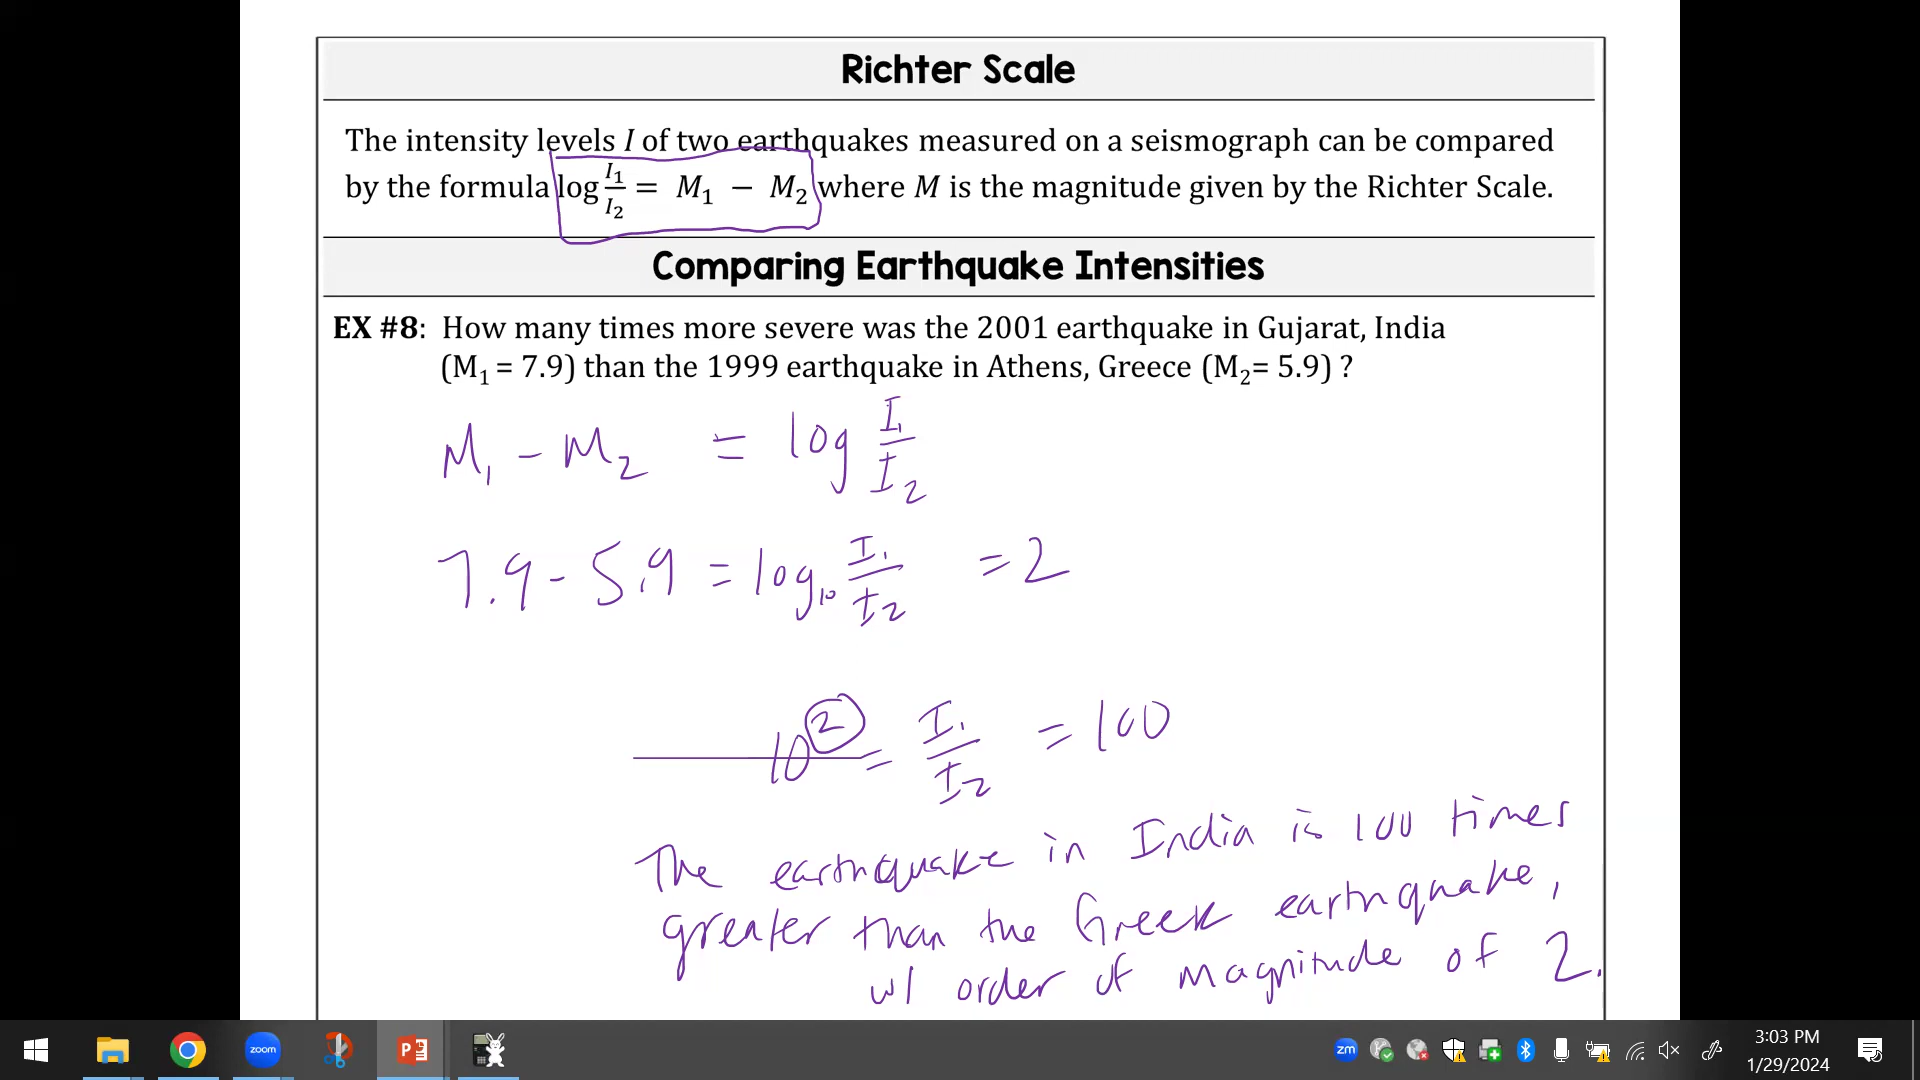 Richter Scale
The intensity levels I of two earthquakes measured on a seismograph can be compared
by the formula log I₁/I₂ = M₁ − M₂ where M is the magnitude given by the Richter Scale.
Comparing Earthquake Intensities
EX #8: How many times more severe was the 2001 earthquake in Gujarat, India
(M₁ = 7.9) than the 1999 earthquake in Athens, Greece (M₂= 5.9) ?
M₁ - M₂ = log I₁/I₂
7.9 - 5.9 = log₁₀ I₁/I₂ = 2
10² = I₁/I₂ = 100
The earthquake in India is 100 times
greater than the Greek earthquake,
w/ order of magnitude of 2.
zoom
P
zm
3:03 PM
1/29/2024